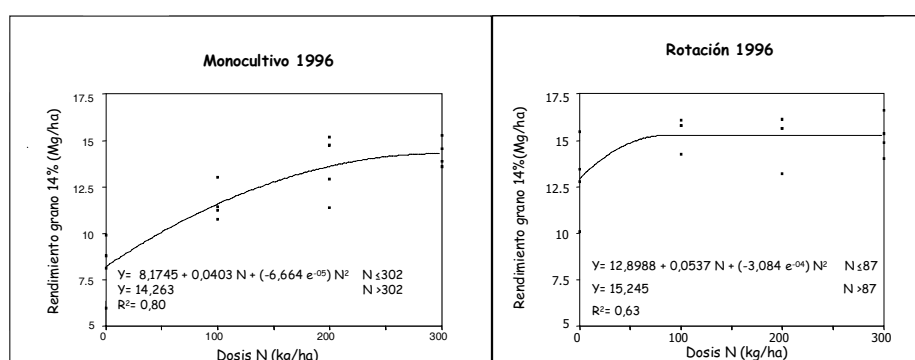 Monocultivo 1996
Rendimiento grano 14% (Mg/ha)
17.5
15
12.5
10
7.5
5
Y= 8,1745 + 0,0403 N + (-6,664 e⁻⁰⁵) N² N ≤302
Y= 14,263 N >302
R²= 0,80
0 100 200 300
Dosis N (kg/ha)
Rotación 1996
Rendimiento grano 14%(Mg/ha)
17.5
15
12.5
10
7.5
5
Y= 12,8988 + 0,0537 N + (-3,084 e⁻⁰⁴) N² N ≤87
Y= 15,245 N >87
R²= 0,63
0 100 200 300
Dosis N (kg/ha)